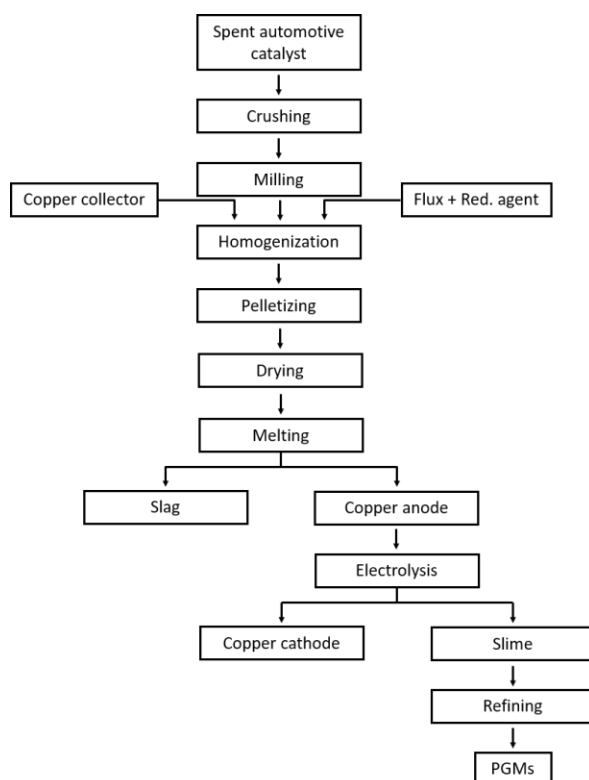 Spent automotive
catalyst
Crushing
Milling
Copper collector
Flux + Red. agent
Homogenization
Pelletizing
Drying
Melting
Slag
Copper anode
Electrolysis
Copper cathode
Slime
Refining
PGMs